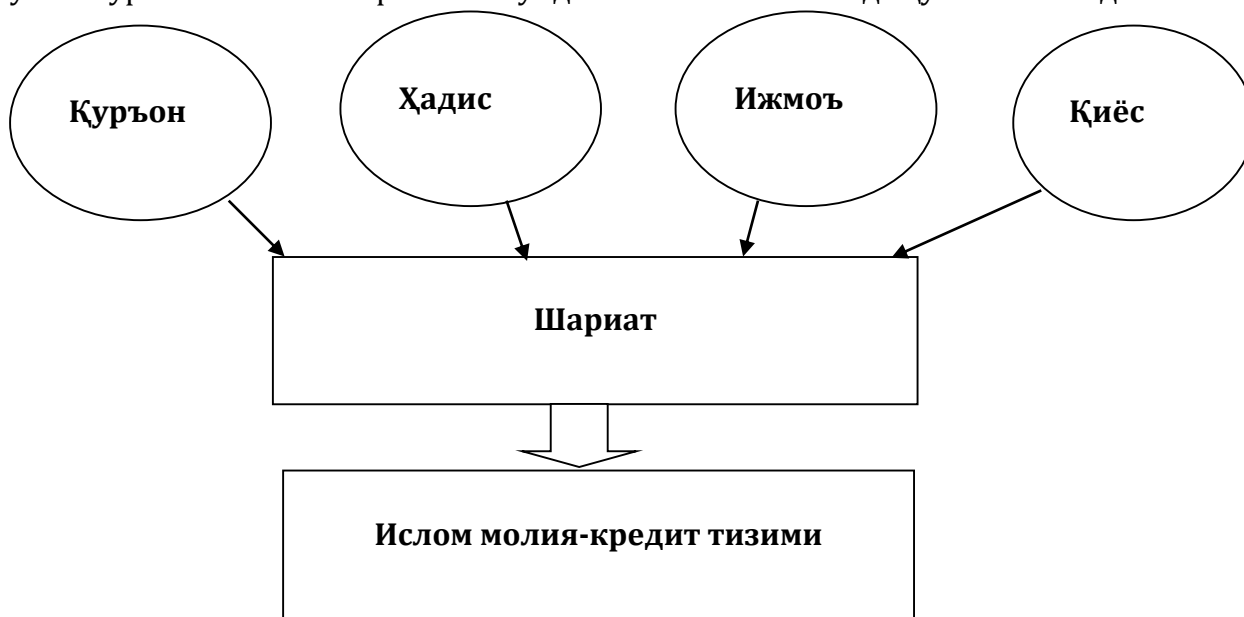 Қуръон
Ҳадис
Ижмоъ
Қиёс
Шариат
Ислом молия-кредит тизими